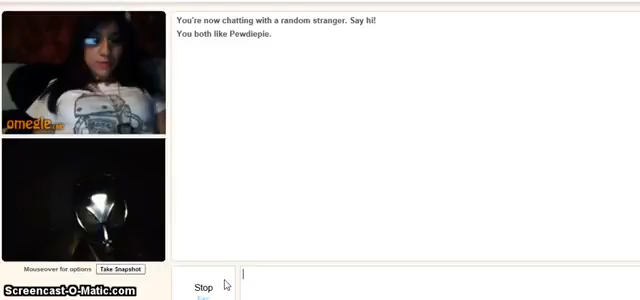 You're now chatting with a random stranger. Say hi!
You both like Pewdiepie.
omegle.com
Mouseover for options
Take Snapshot
Stop
Esc
Screencast-O-Matic.com